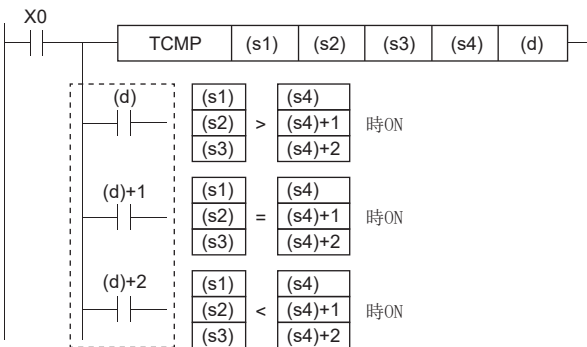 X0
TCMP (s1) (s2) (s3) (s4) (d)
(d) (s1) (s4)
(s2) > (s4)+1 時ON
(s3) (s4)+2
(d)+1 (s1) (s4)
(s2) = (s4)+1 時ON
(s3) (s4)+2
(d)+2 (s1) (s4)
(s2) < (s4)+1 時ON
(s3) (s4)+2